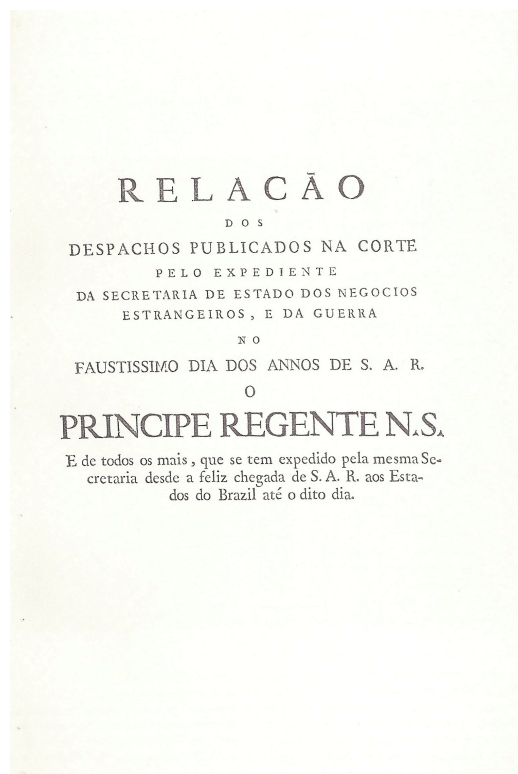 RELACÃO
DOS
DESPACHOS PUBLICADOS NA CORTE
PELO EXPEDIENTE
DA SECRETARIA DE ESTADO DOS NEGOCIOS
ESTRANGEIROS, E DA GUERRA
NO
FAUSTISSIMO DIA DOS ANNOS DE S. A. R.
O
PRINCIPE REGENTE N.S.
E de todos os mais, que se tem expedido pela mesma Se-
cretaria desde a feliz chegada de S. A. R. aos Esta-
dos do Brazil até o dito dia.